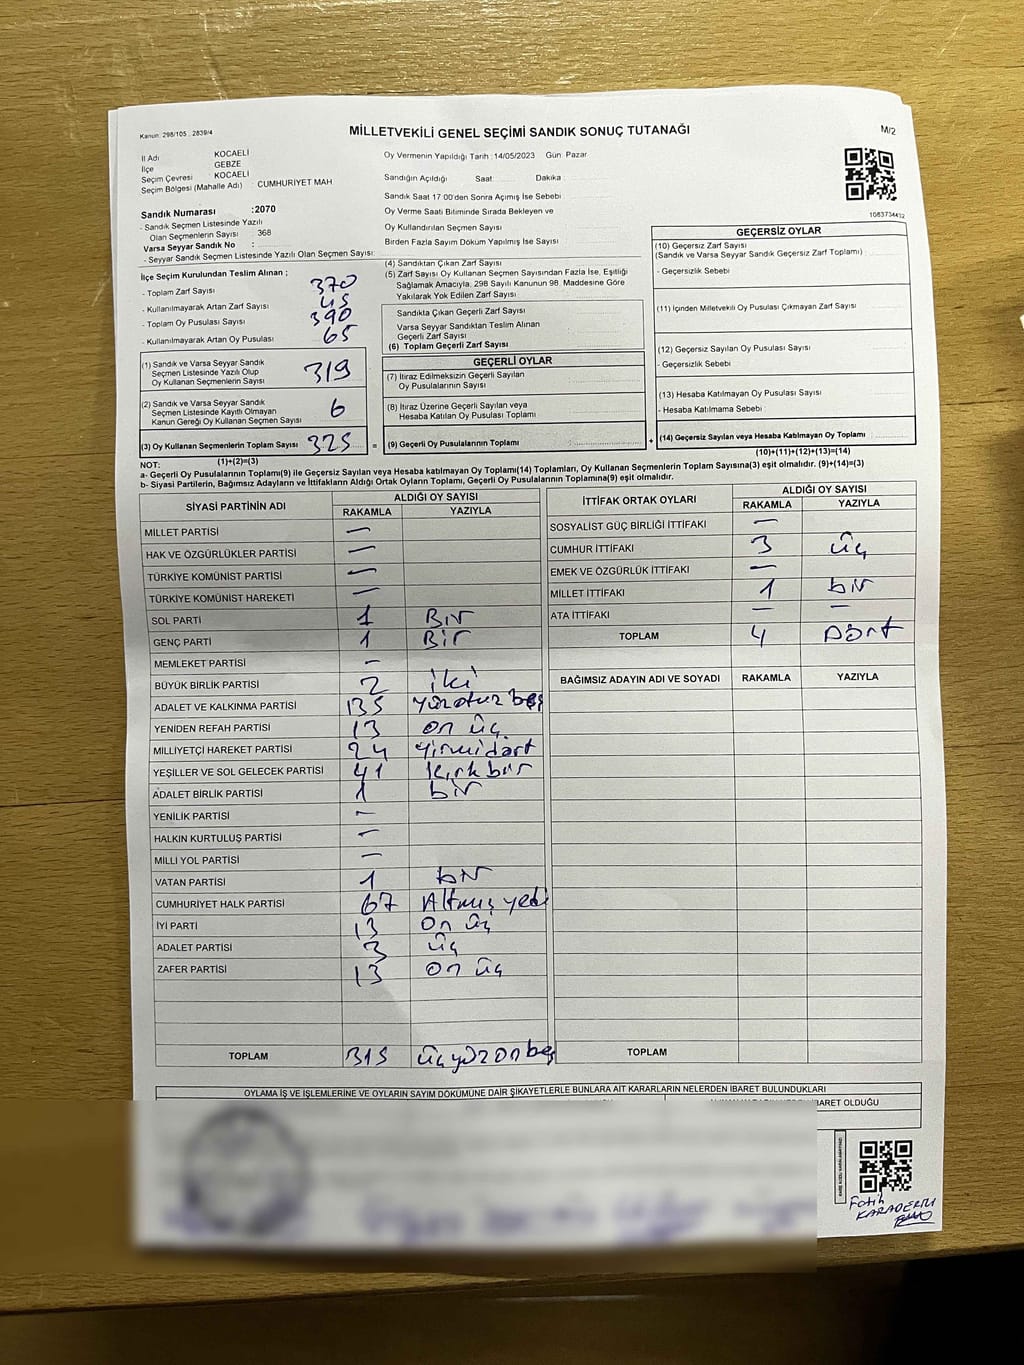 Kanun: 298/105 , 2839/4
MİLLETVEKİLİ GENEL SEÇİMİ SANDIK SONUÇ TUTANAĞI
M/2
İl Adı KOCAELİ
İlçe GEBZE
Seçim Çevresi : KOCAELİ
Seçim Bölgesi (Mahalle Adı) : CUMHURİYET MAH
Sandık Numarası :2070
- Sandık Seçmen Listesinde Yazılı
Olan Seçmenlerin Sayısı : 368
Varsa Seyyar Sandık No :
- Seyyar Sandık Seçmen Listesinde Yazılı Olan Seçmen Sayısı:
Oy Vermenin Yapıldığı Tarih :14/05/2023 Gün: Pazar
Sandığın Açıldığı Saat: Dakika :
Sandık Saat 17:00'den Sonra Açımış İse Sebebi :
Oy Verme Saati Bitiminde Sırada Bekleyen ve
Oy Kullandırılan Seçmen Sayısı :
Birden Fazla Sayım Döküm Yapılmış İse Sayısı :
1083734412
İlçe Seçim Kurulundan Teslim Alınan ;
- Toplam Zarf Sayısı : 370
- Kullanılmayarak Artan Zarf Sayısı : 45
- Toplam Oy Pusulası Sayısı : 390
- Kullanılmayarak Artan Oy Pusulası : 65
(1) Sandık ve Varsa Seyyar Sandık
Seçmen Listesinde Yazılı Olup
Oy Kullanan Seçmenlerin Sayısı : 319
(2) Sandık ve Varsa Seyyar Sandık
Seçmen Listesinde Kayıtlı Olmayan
Kanun Gereği Oy Kullanan Seçmen Sayısı : 6
(3) Oy Kullanan Seçmenlerin Toplam Sayısı : 325 =
(1)+(2)=(3)
(4) Sandıktan Çıkan Zarf Sayısı :
(5) Zarf Sayısı Oy Kullanan Seçmen Sayısından Fazla İse, Eşitliği
Sağlamak Amacıyla, 298 Sayılı Kanunun 98. Maddesine Göre
Yakılarak Yok Edilen Zarf Sayısı :
Sandıkla Çıkan Geçerli Zarf Sayısı :
Varsa Seyyar Sandıktan Teslim Alınan
Geçerli Zarf Sayısı :
(6) Toplam Geçerli Zarf Sayısı :
GEÇERLİ OYLAR
(7) İtiraz Edilmeksizin Geçerli Sayılan
Oy Pusulalarının Sayısı :
(8) İtiraz Üzerine Geçerli Sayılan veya
Hesaba Katılan Oy Pusulası Toplamı :
(9) Geçerli Oy Pusulalarının Toplamı : +
GEÇERSİZ OYLAR
(10) Geçersiz Zarf Sayısı
(Sandık ve Varsa Seyyar Sandık Geçersiz Zarf Toplamı) :
- Geçersizlik Sebebi :
(11) İçinden Milletvekili Oy Pusulası Çıkmayan Zarf Sayısı :
(12) Geçersiz Sayılan Oy Pusulası Sayısı :
- Geçersizlik Sebebi :
(13) Hesaba Katılmayan Oy Pusulası Sayısı :
- Hesaba Katılmama Sebebi :
(14) Geçersiz Sayılan veya Hesaba Katılmayan Oy Toplamı :
(10)+(11)+(12)+(13)=(14)
NOT:
a- Geçerli Oy Pusulalarının Toplamı(9) ile Geçersiz Sayılan veya Hesaba katılmayan Oy Toplamı(14) Toplamları, Oy Kullanan Seçmenlerin Toplam Sayısına(3) eşit olmalıdır. (9)+(14)=(3)
b- Siyasi Partilerin, Bağımsız Adayların ve İttifakların Aldığı Ortak Oyların Toplamı, Geçerli Oy Pusulalarının Toplamına(9) eşit olmalıdır.
SİYASİ PARTİNİN ADI ALDIĞI OY SAYISI
RAKAMLA YAZIYLA
MİLLET PARTİSİ —
HAK VE ÖZGÜRLÜKLER PARTİSİ —
TÜRKİYE KOMÜNİST PARTİSİ —
TÜRKİYE KOMÜNİST HAREKETİ —
SOL PARTİ 1 Bir
GENÇ PARTİ 1 Bir
MEMLEKET PARTİSİ —
BÜYÜK BİRLİK PARTİSİ 2 iki
ADALET VE KALKINMA PARTİSİ 135 yüzotuz beş
YENİDEN REFAH PARTİSİ 13 on üç
MİLLİYETÇİ HAREKET PARTİSİ 24 yirmidört
YEŞİLLER VE SOL GELECEK PARTİSİ 41 kırk bir
ADALET BİRLİK PARTİSİ 1 bir
YENİLİK PARTİSİ —
HALKIN KURTULUŞ PARTİSİ —
MİLLİ YOL PARTİSİ —
VATAN PARTİSİ 1 bir
CUMHURİYET HALK PARTİSİ 67 Altmış yedi
İYİ PARTİ 13 On üç
ADALET PARTİSİ 3 üç
ZAFER PARTİSİ 13 on üç
TOPLAM 315 üçyüzonbeş
İTTİFAK ORTAK OYLARI ALDIĞI OY SAYISI
RAKAMLA YAZIYLA
SOSYALİST GÜÇ BİRLİĞİ İTTİFAKI —
CUMHUR İTTİFAKI 3 üç
EMEK VE ÖZGÜRLÜK İTTİFAKI —
MİLLET İTTİFAKI 1 bir
ATA İTTİFAKI — —
TOPLAM 4 Dört
BAĞIMSIZ ADAYIN ADI VE SOYADI RAKAMLA YAZIYLA
TOPLAM
OYLAMA İŞ VE İŞLEMLERİNE VE OYLARIN SAYIM DÖKÜMÜNE DAİR ŞİKAYETLERLE BUNLARA AİT KARARLARIN NELERDEN İBARET BULUNDUKLARI
İBARET OLDUĞU
Fatih
KARADERELİ